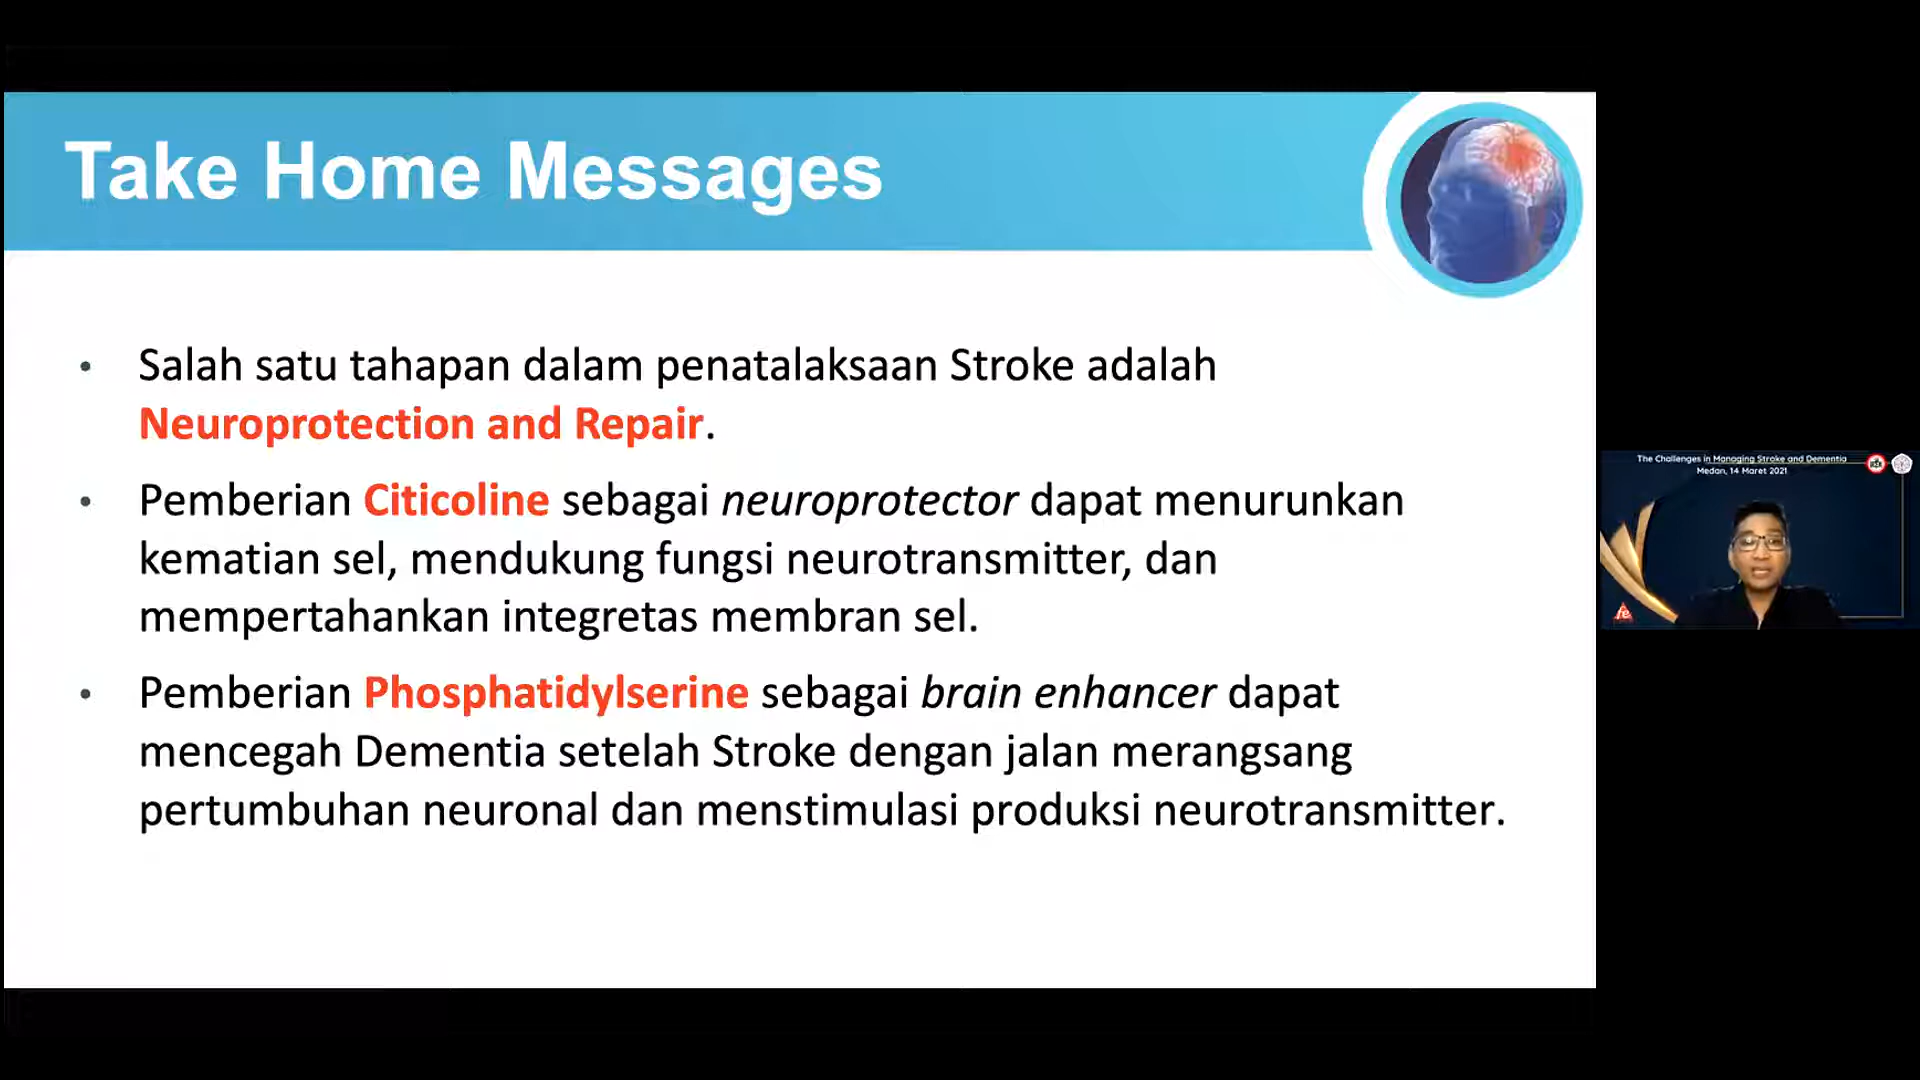 Take Home Messages
• Salah satu tahapan dalam penatalaksaan Stroke adalah
Neuroprotection and Repair.
• Pemberian Citicoline sebagai neuroprotector dapat menurunkan
kematian sel, mendukung fungsi neurotransmitter, dan
mempertahankan integretas membran sel.
• Pemberian Phosphatidylserine sebagai brain enhancer dapat
mencegah Dementia setelah Stroke dengan jalan merangsang
pertumbuhan neuronal dan menstimulasi produksi neurotransmitter.
The Challenges in Managing Stroke and Dementia
Medan, 14 Maret 2021